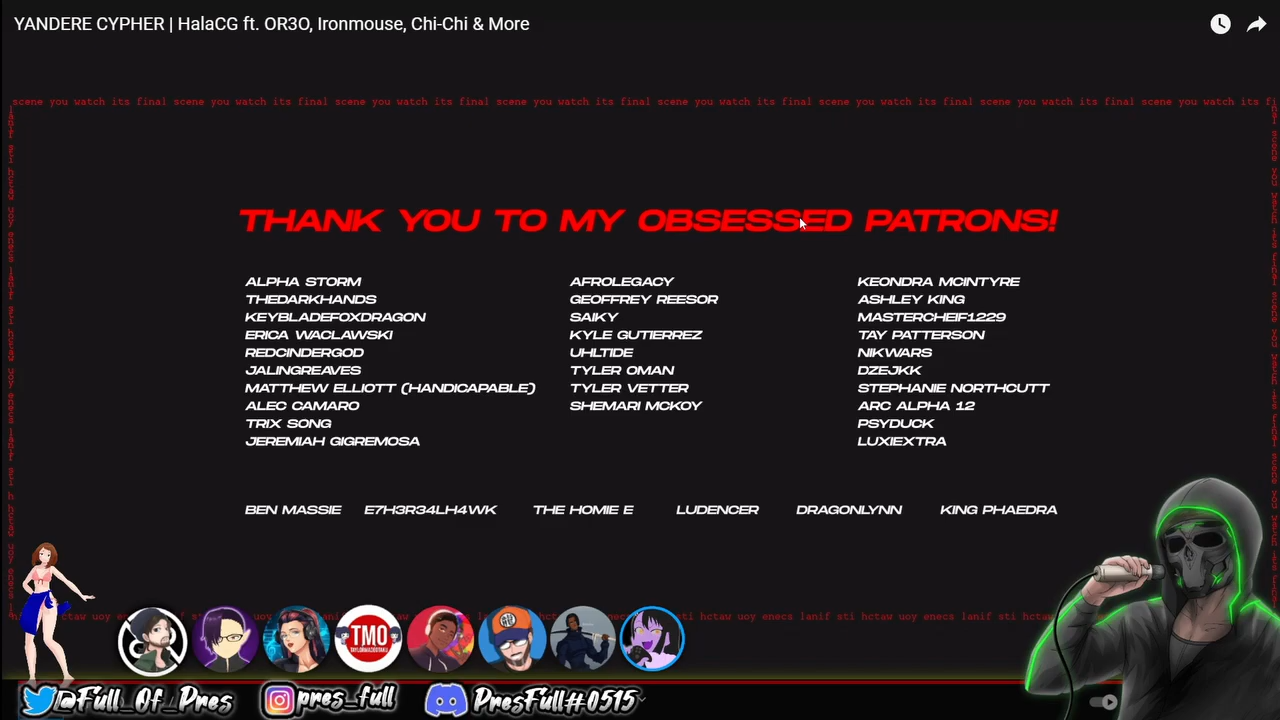 YANDERE CYPHER | HalaCG ft. OR3O, Ironmouse, Chi-Chi & More
scene you watch its final scene you watch its final scene you watch its final scene you watch its final scene you watch its final scene you watch its final scene you watch its final scene you watch its
THANK YOU TO MY OBSESSED PATRONS!
ALPHA STORM
THEDARKHANDS
KEYBLADEFOXDRAGON
ERICA WACLAWSKI
REDCINDERGOD
JALINGREAVES
MATTHEW ELLIOTT (HANDICAPABLE)
ALEC CAMARO
TRIX SONG
JEREMIAH GIGREMOSA
AFROLEGACY
GEOFFREY REESOR
SAIKY
KYLE GUTIERREZ
UHLTIDE
TYLER OMAN
TYLER VETTER
SHEMARI MCKOY
KEONDRA MCINTYRE
ASHLEY KING
MASTERCHEIF1229
TAY PATTERSON
NIKWARS
DZEJKK
STEPHANIE NORTHCUTT
ARC ALPHA 12
PSYDUCK
LUXIEXTRA
BEN MASSIE E7H3R34LH4WK THE HOMIE E LUDENCER DRAGONLYNN KING PHAEDRA
TMO
TAYLORMADEOTAKU
@Full_Of_Pres pres_full PresFull#0515